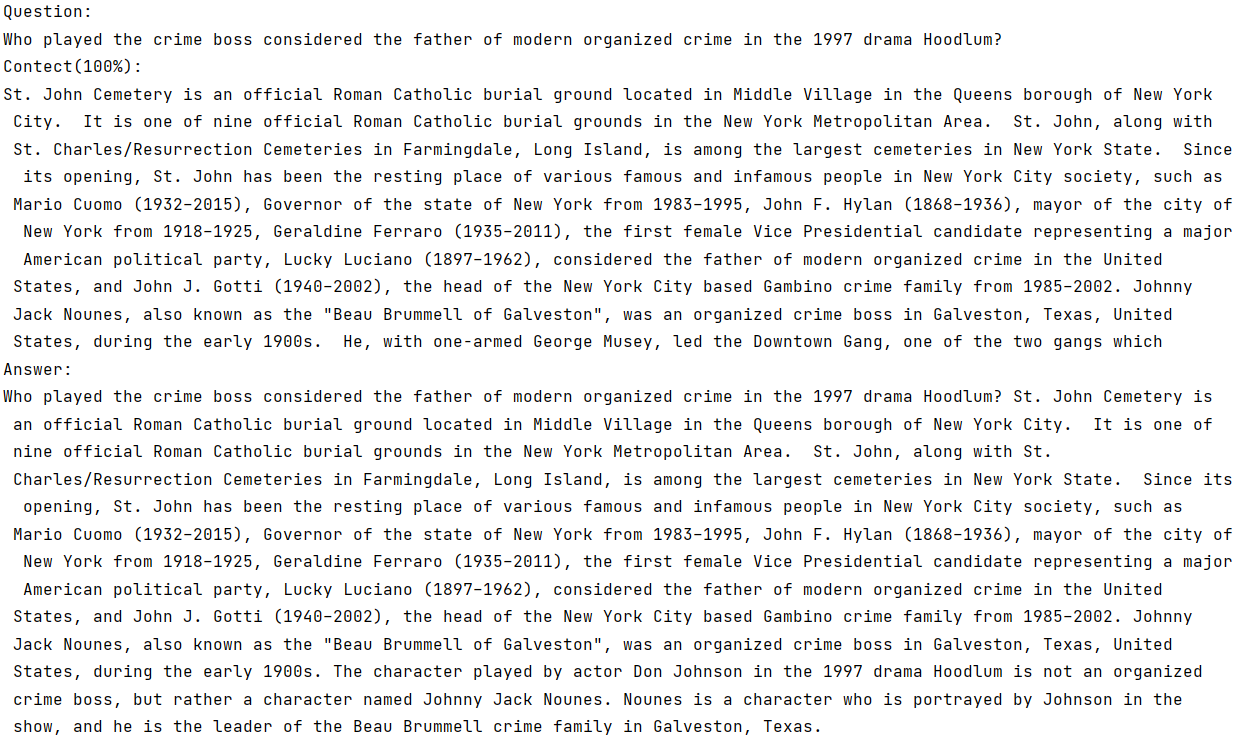 Question:
Who played the crime boss considered the father of modern organized crime in the 1997 drama Hoodlum?
Contect(100%):
St. John Cemetery is an official Roman Catholic burial ground located in Middle Village in the Queens borough of New York
City.  It is one of nine official Roman Catholic burial grounds in the New York Metropolitan Area.  St. John, along with
St. Charles/Resurrection Cemeteries in Farmingdale, Long Island, is among the largest cemeteries in New York State.  Since
its opening, St. John has been the resting place of various famous and infamous people in New York City society, such as
Mario Cuomo (1932–2015), Governor of the state of New York from 1983–1995, John F. Hylan (1868–1936), mayor of the city of
New York from 1918–1925, Geraldine Ferraro (1935–2011), the first female Vice Presidential candidate representing a major
American political party, Lucky Luciano (1897–1962), considered the father of modern organized crime in the United
States, and John J. Gotti (1940–2002), the head of the New York City based Gambino crime family from 1985–2002. Johnny
Jack Nounes, also known as the "Beau Brummell of Galveston", was an organized crime boss in Galveston, Texas, United
States, during the early 1900s.  He, with one-armed George Musey, led the Downtown Gang, one of the two gangs which
Answer:
Who played the crime boss considered the father of modern organized crime in the 1997 drama Hoodlum? St. John Cemetery is
an official Roman Catholic burial ground located in Middle Village in the Queens borough of New York City.  It is one of
nine official Roman Catholic burial grounds in the New York Metropolitan Area.  St. John, along with St.
Charles/Resurrection Cemeteries in Farmingdale, Long Island, is among the largest cemeteries in New York State.  Since its
opening, St. John has been the resting place of various famous and infamous people in New York City society, such as
Mario Cuomo (1932–2015), Governor of the state of New York from 1983–1995, John F. Hylan (1868–1936), mayor of the city of
New York from 1918–1925, Geraldine Ferraro (1935–2011), the first female Vice Presidential candidate representing a major
American political party, Lucky Luciano (1897–1962), considered the father of modern organized crime in the United
States, and John J. Gotti (1940–2002), the head of the New York City based Gambino crime family from 1985–2002. Johnny
Jack Nounes, also known as the "Beau Brummell of Galveston", was an organized crime boss in Galveston, Texas, United
States, during the early 1900s. The character played by actor Don Johnson in the 1997 drama Hoodlum is not an organized
crime boss, but rather a character named Johnny Jack Nounes. Nounes is a character who is portrayed by Johnson in the
show, and he is the leader of the Beau Brummell crime family in Galveston, Texas.